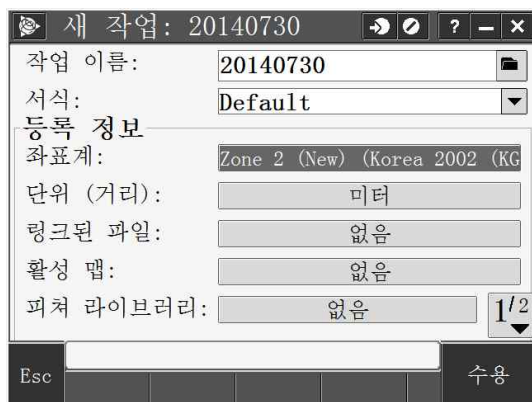 새 작업: 20140730 ? – ×
작업 이름: 20140730
서식: Default
등록 정보
좌표계: Zone 2 (New) (Korea 2002 (KG
단위 (거리): 미터
링크된 파일: 없음
활성 맵: 없음
피쳐 라이브러리: 없음 1/2
Esc 수용